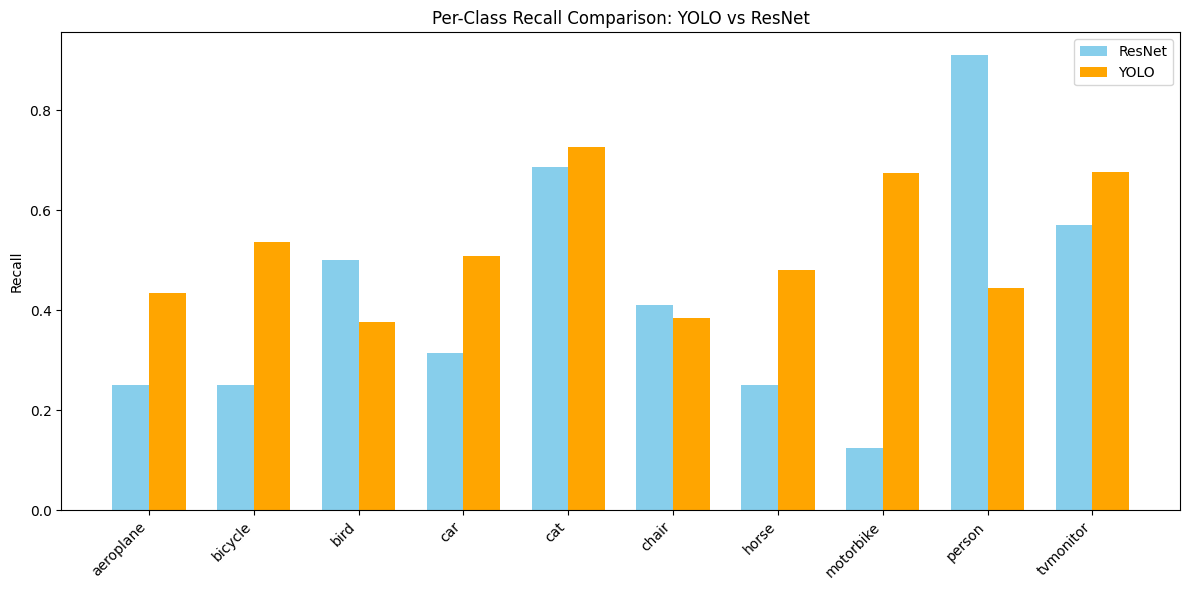 Per-Class Recall Comparison: YOLO vs ResNet
ResNet
YOLO
Recall
0.8
0.6
0.4
0.2
0.0
aeroplane
bicycle
bird
car
cat
chair
horse
motorbike
person
tvmonitor